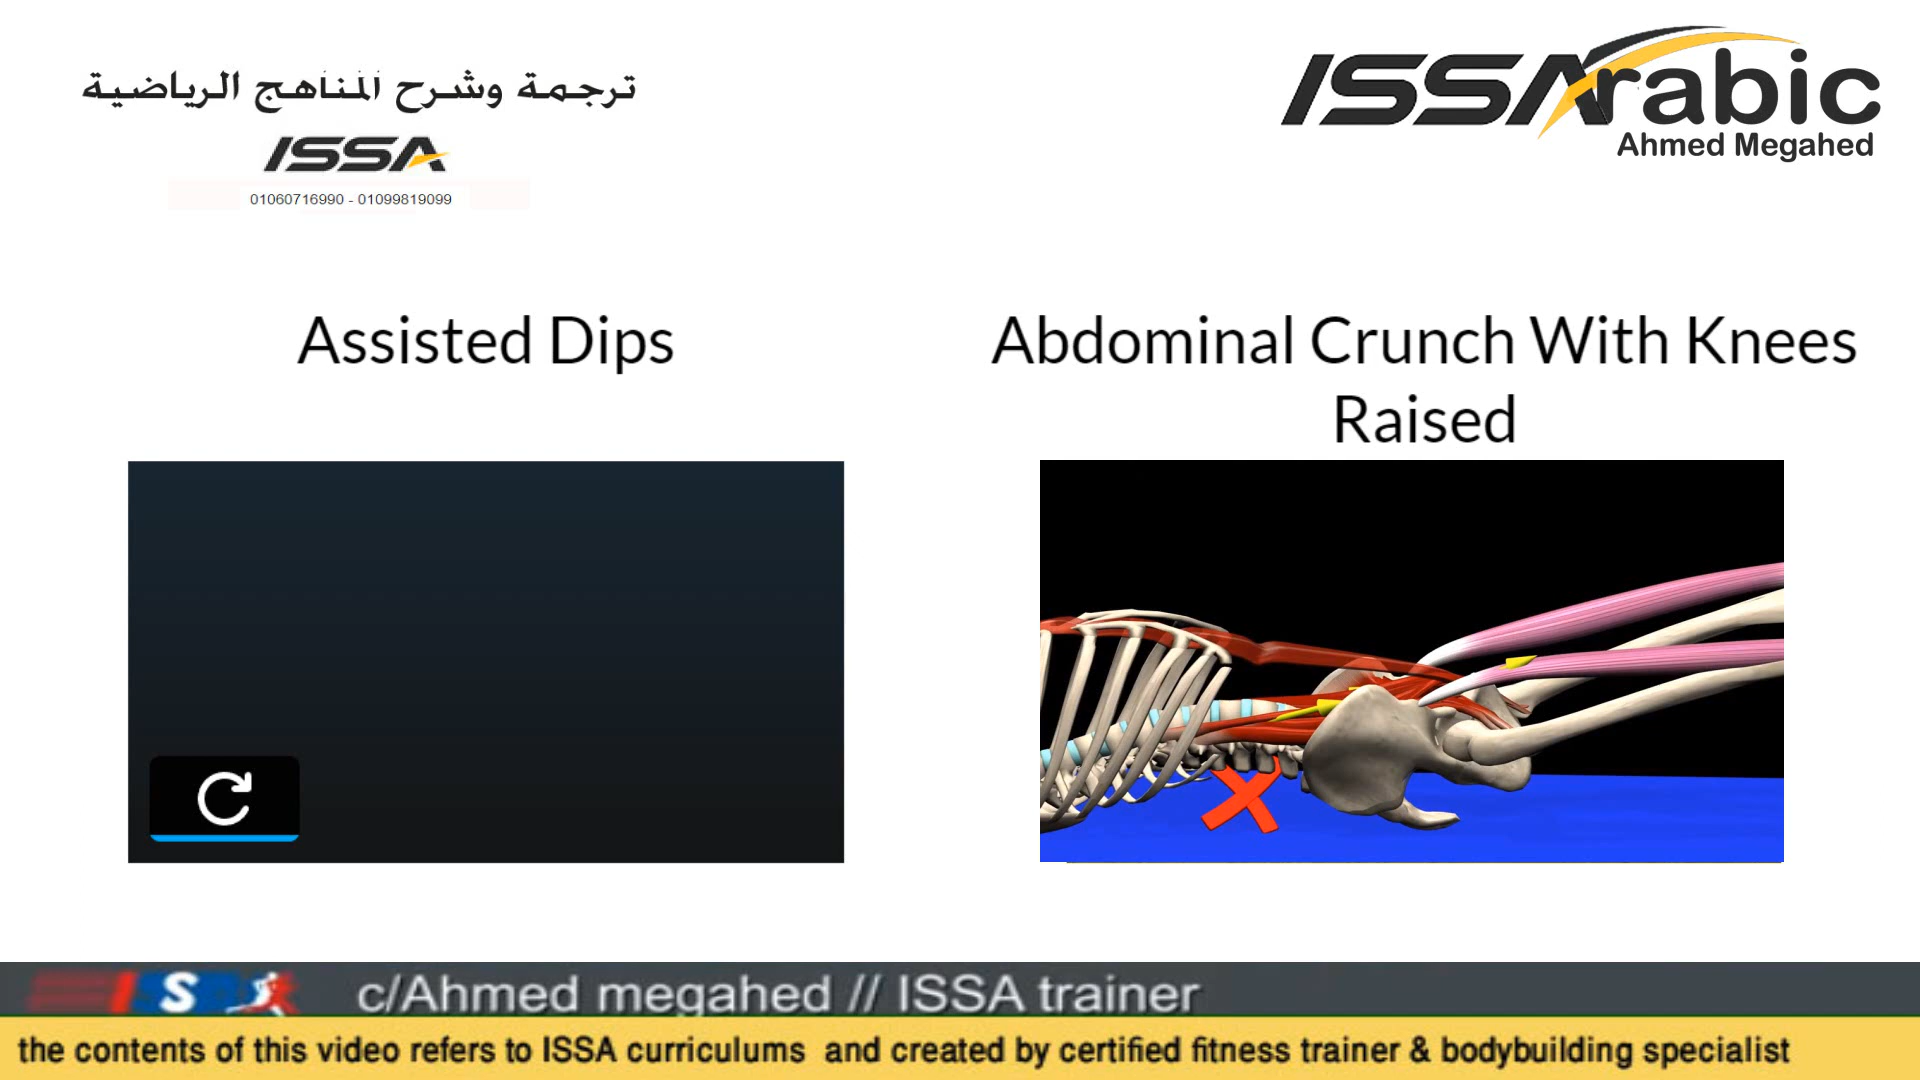 ترجمة وشرح المناهج الرياضية
ISSA
01060716990 - 01099819099
ISSArabic
Ahmed Megahed
Assisted Dips
Abdominal Crunch With Knees
Raised
c/Ahmed megahed // ISSA trainer
the contents of this video refers to ISSA curriculums and created by certified fitness trainer & bodybuilding specialist